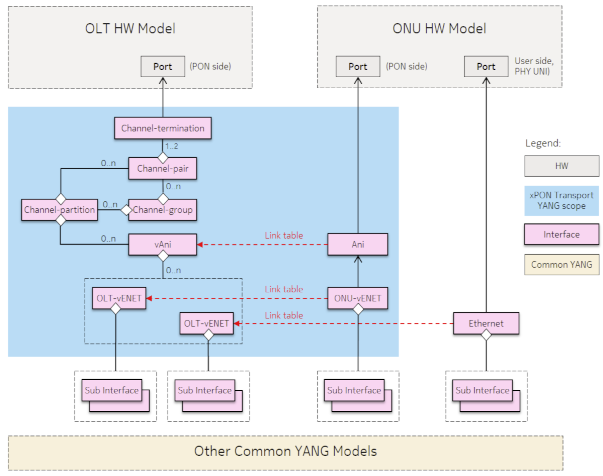 OLT HW Model
ONU HW Model
Port
(PON side)
Port
(PON side)
Port
User side,
PHY UNI)
Channel-termination
1..2
0..n
Channel-pair
0..n
Channel-partition
0..n
Channel-group
0..n
vAni
Link table
Ani
0..n
OLT-vENET
Link table
ONU-vENET
OLT-vENET
Link table
Ethernet
Sub Interface
Sub Interface
Sub Interface
Sub Interface
Other Common YANG Models
Legend:
HW
xPON Transport
YANG scope
Interface
Common YANG